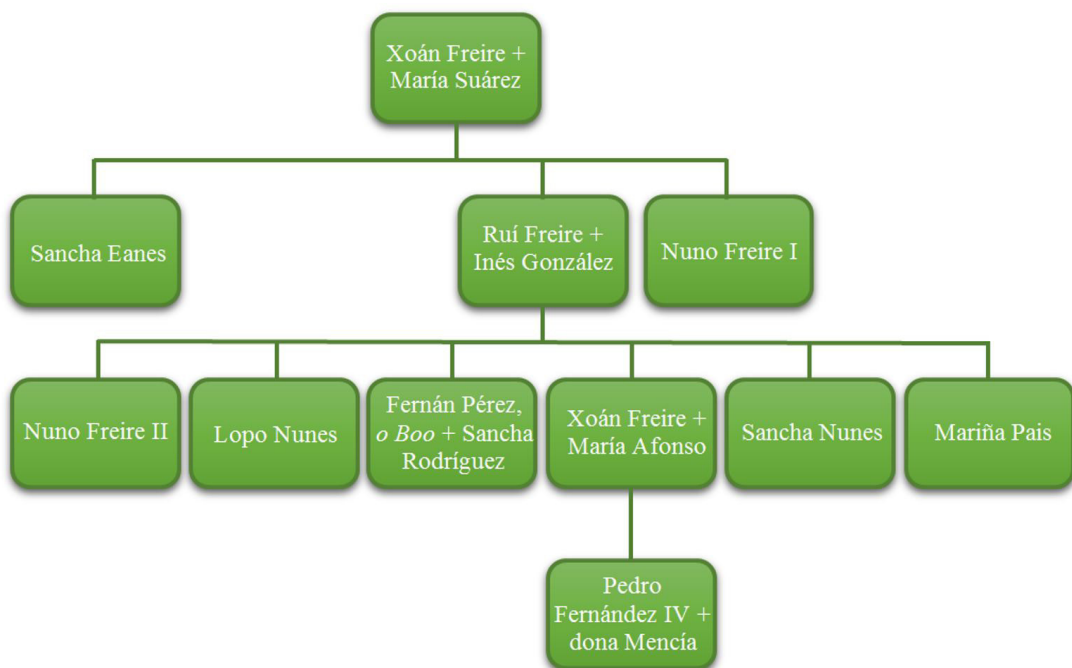 Xoán Freire +
María Suárez
Sancha Eanes
Ruí Freire +
Inés González
Nuno Freire I
Nuno Freire II
Lopo Nunes
Fernán Pérez,
o Boo + Sancha
Rodríguez
Xoán Freire +
María Afonso
Sancha Nunes
Mariña Pais
Pedro
Fernández IV +
dona Mencía